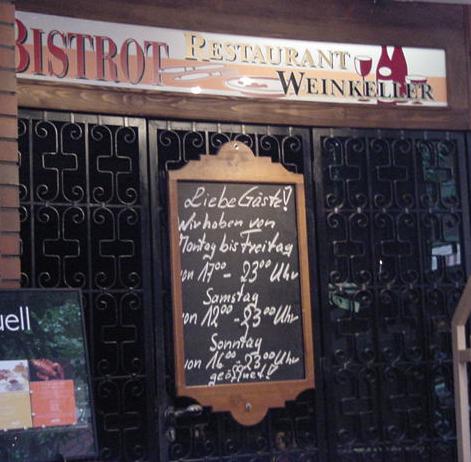 BISTROT RESTAURANT
WEINKELLER
Liebe Gäste!
Wir haben von
Montag bis Freitag
von 17⁰⁰ - 23⁰⁰ Uhr
Samstag
von 12⁰⁰ - 23⁰⁰ Uhr
Sonntag
von 16⁰⁰ - 23⁰⁰ Uhr
geöffnet!
uell